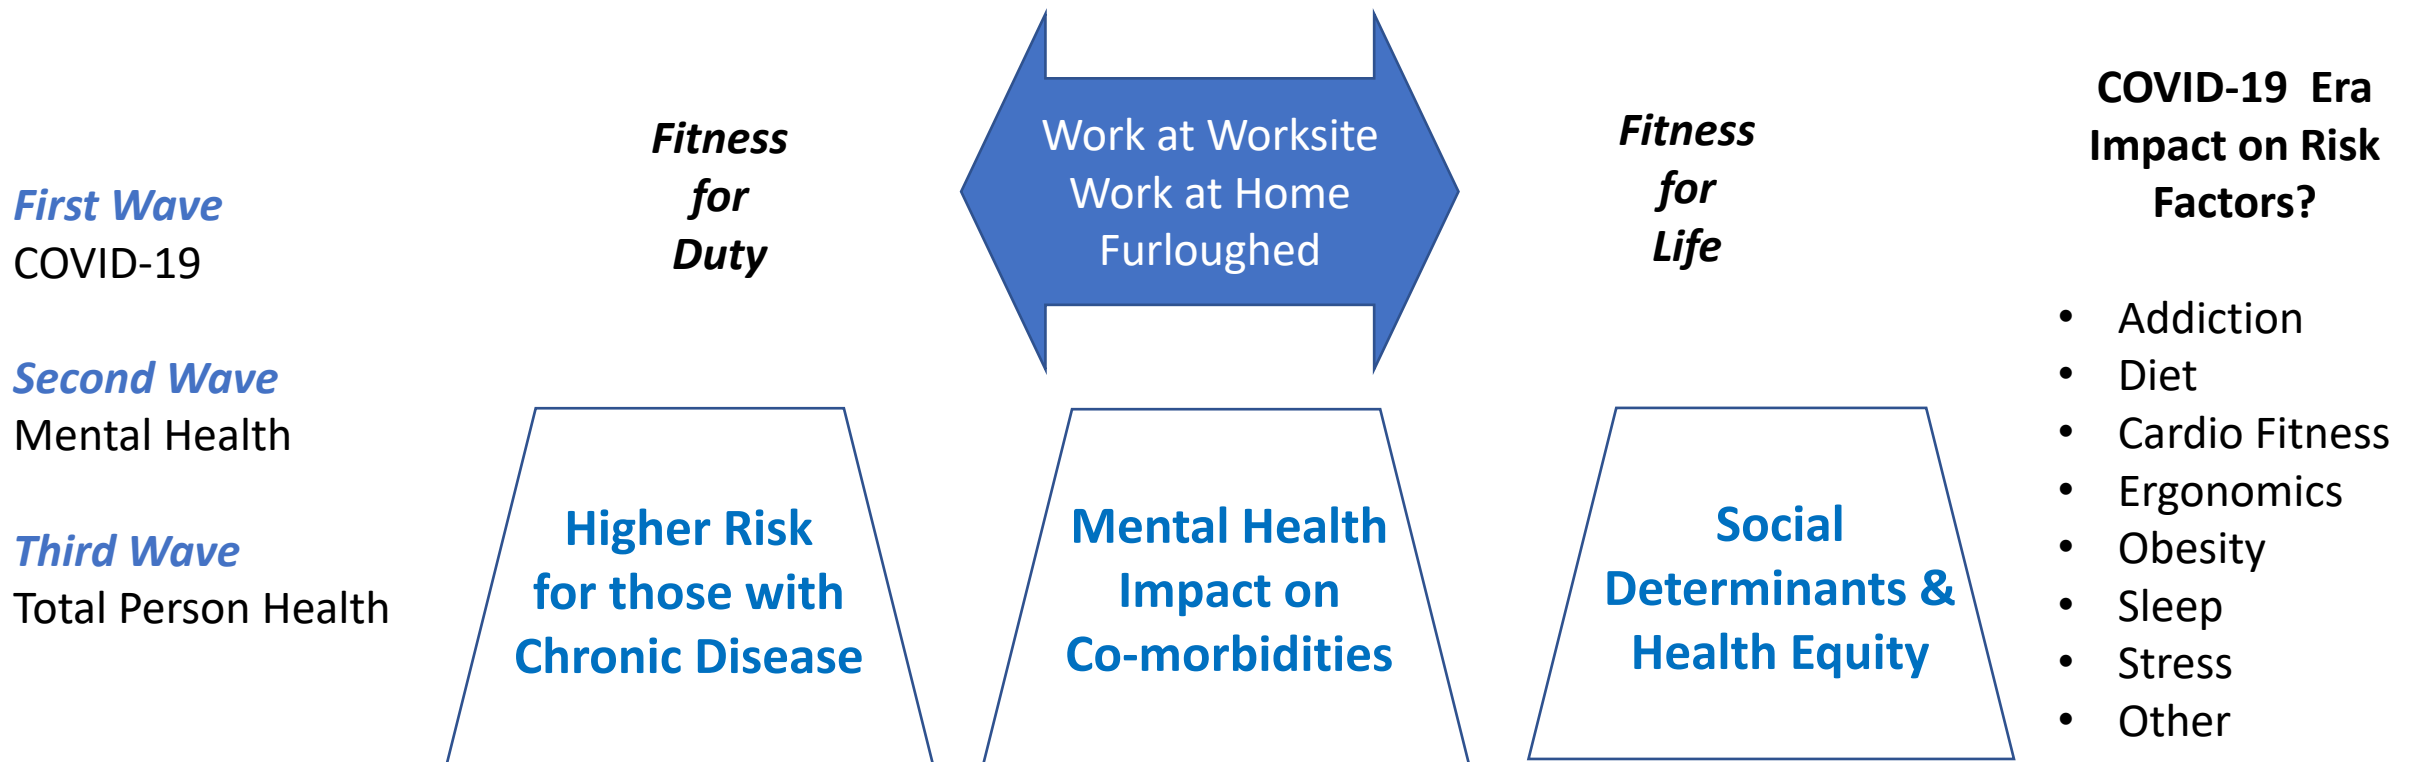 First Wave
COVID-19
Second Wave
Mental Health
Third Wave
Total Person Health
Fitness
for
Duty
Work at Worksite
Work at Home
Furloughed
Fitness
for
Life
Higher Risk
for those with
Chronic Disease
Mental Health
Impact on
Co-morbidities
Social
Determinants &
Health Equity
COVID-19 Era
Impact on Risk
Factors?
• Addiction
• Diet
• Cardio Fitness
• Ergonomics
• Obesity
• Sleep
• Stress
• Other